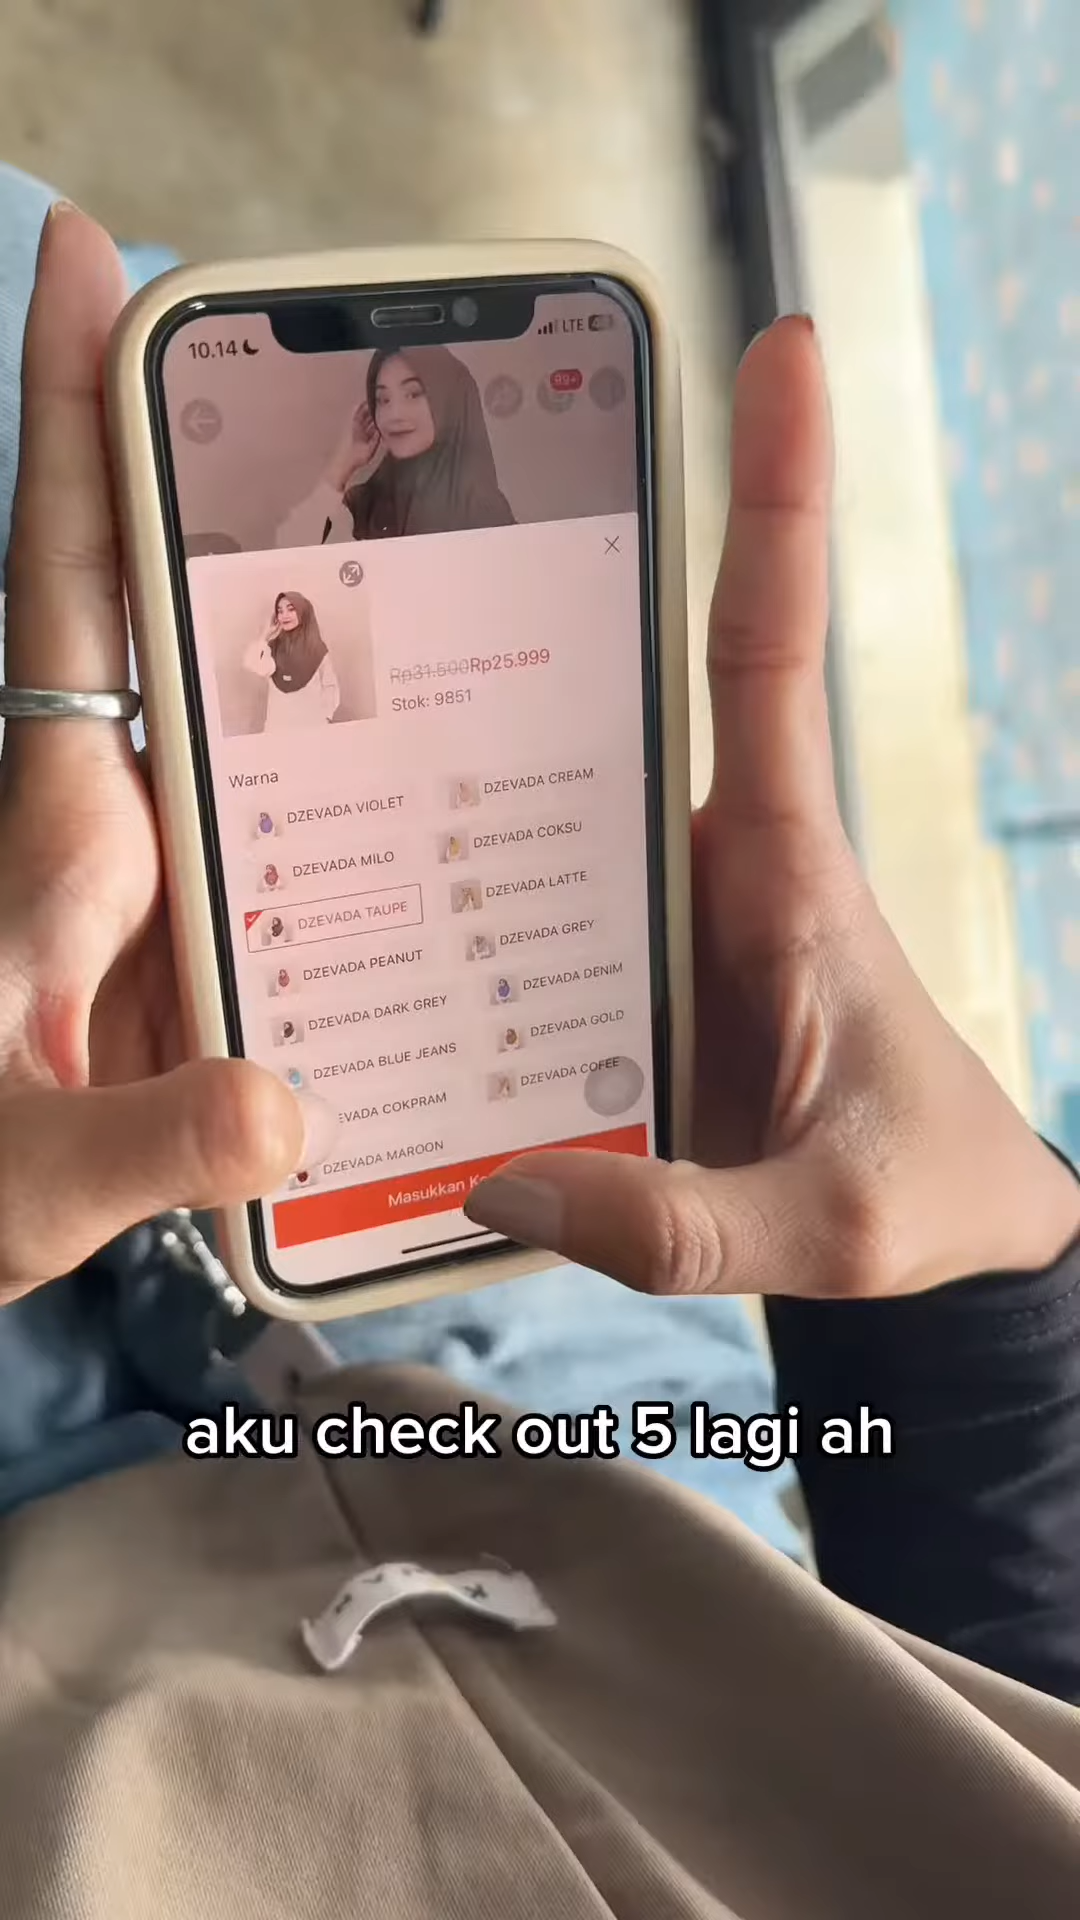 10.14
LTE
99+
Rp31.500 Rp25.999
Stok: 9851
Warna
DZEVADA VIOLET
DZEVADA CREAM
DZEVADA MILO
DZEVADA COKSU
DZEVADA TAUPE
DZEVADA LATTE
DZEVADA PEANUT
DZEVADA GREY
DZEVADA DARK GREY
DZEVADA DENIM
DZEVADA BLUE JEANS
DZEVADA GOLD
EVADA COKPRAM
DZEVADA COFEE
DZEVADA MAROON
Masukkan
aku check out 5 lagi ah